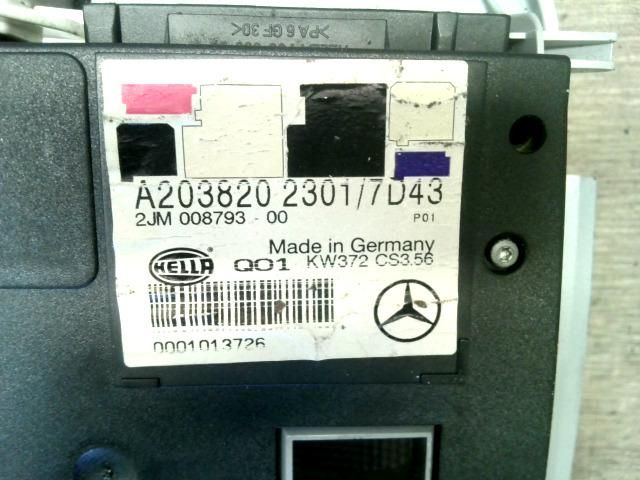 >PA 6 GF 30<
A203820 2301/7D43
2JM 008793 - 00 P01
Made in Germany
HELLA Q01 KW372 CS3.56
0001013726